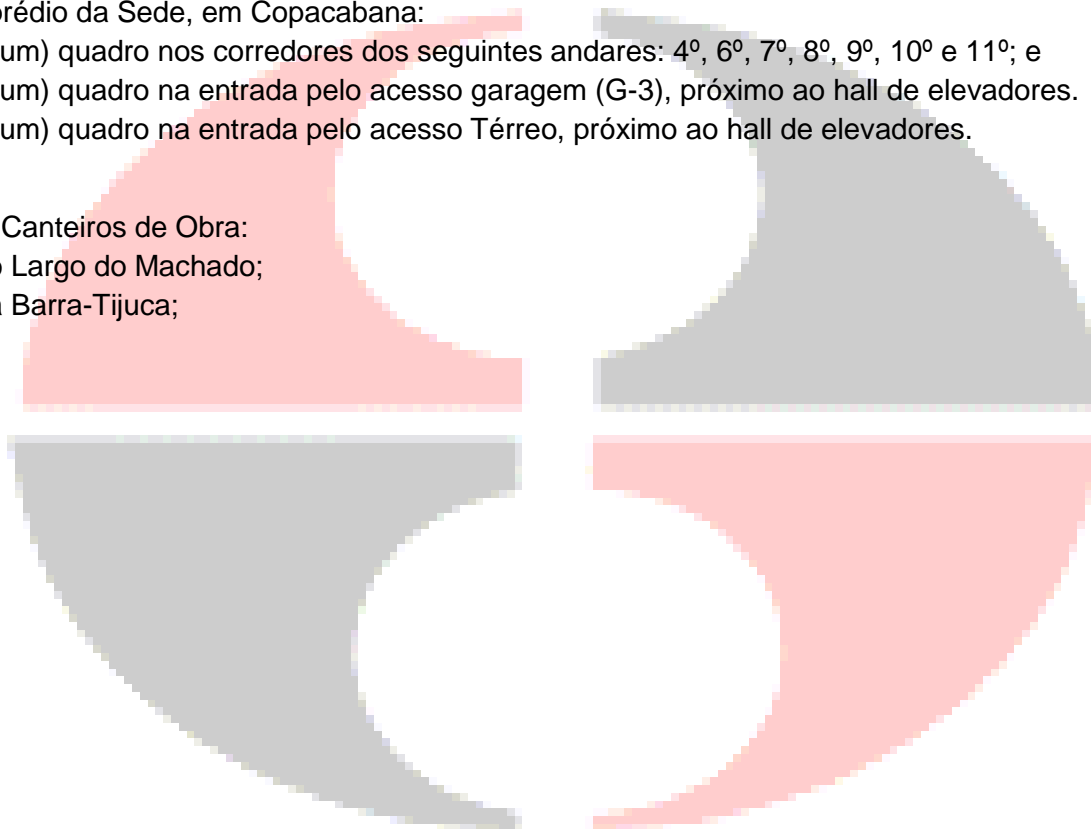 prédio da Sede, em Copacabana:
um) quadro nos corredores dos seguintes andares: 4º, 6º, 7º, 8º, 9º, 10º e 11º; e
um) quadro na entrada pelo acesso garagem (G-3), próximo ao hall de elevadores.
um) quadro na entrada pelo acesso Térreo, próximo ao hall de elevadores.
Canteiros de Obra:
Largo do Machado;
Barra-Tijuca;